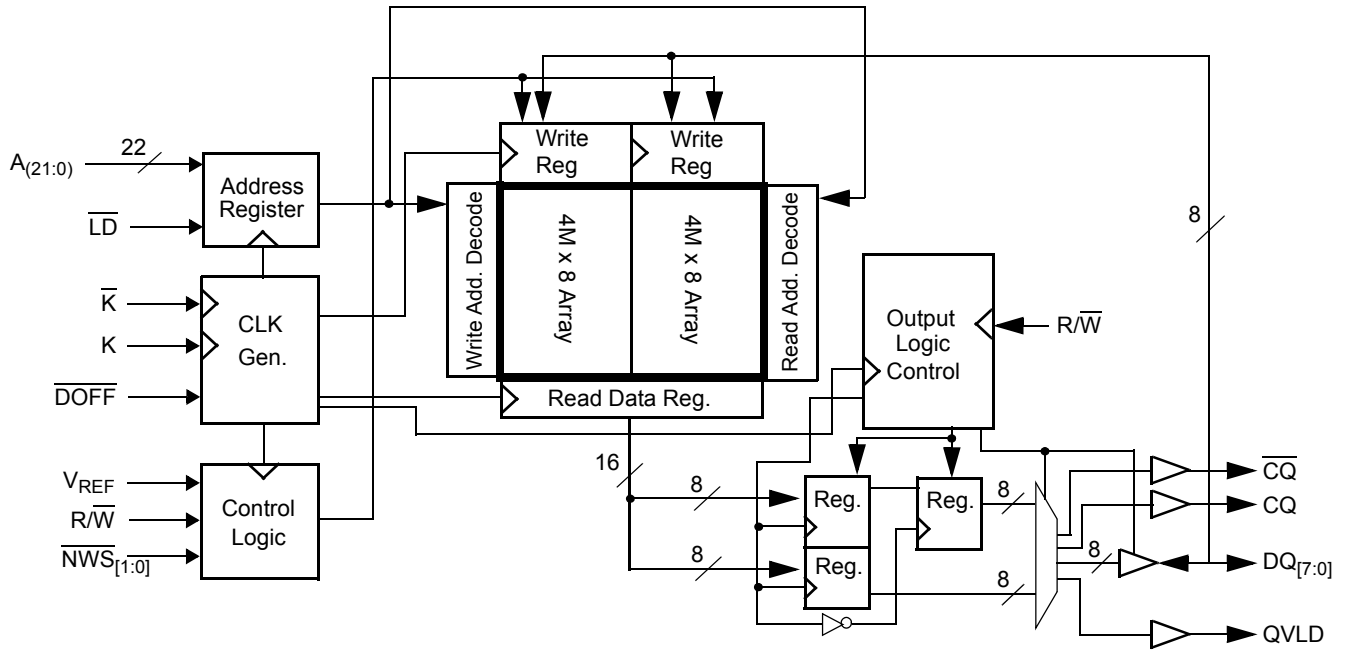 A(21:0)
22
LD
Address
Register
K
K
CLK
Gen.
DOFF
VREF
R/W
NWS[1:0]
Control
Logic
Write
Reg
Write
Reg
Write Add. Decode
4M x 8 Array
4M x 8 Array
Read Add. Decode
Read Data Reg.
8
Output
Logic
Control
R/W
16
8
8
Reg.
Reg.
Reg.
8
8
8
CQ
CQ
DQ[7:0]
QVLD